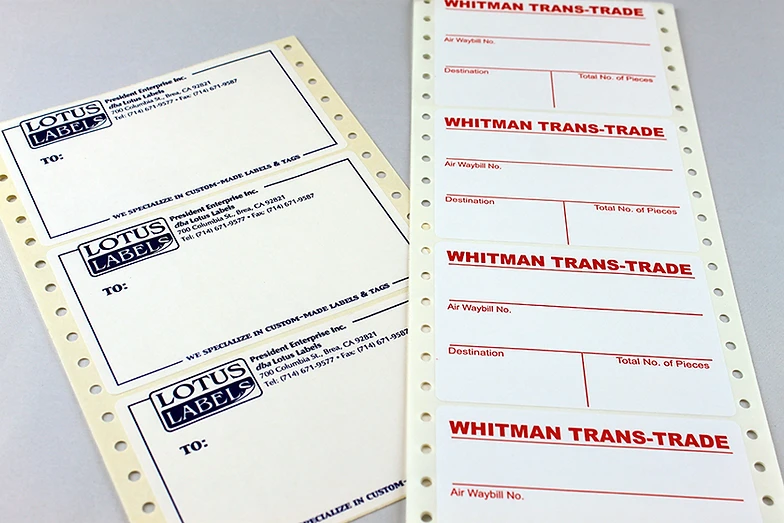 LOTUS
LABELS
President Enterprise Inc.
dba Lotus Labels
700 Columbia St., Brea, CA 92821
Tel: (714) 671-9577 • Fax: (714) 671-9587
TO:
WE SPECIALIZE IN CUSTOM-MADE LABELS & TAGS
LOTUS
LABELS
President Enterprise Inc.
dba Lotus Labels
700 Columbia St., Brea, CA 92821
Tel: (714) 671-9577 • Fax: (714) 671-9587
TO:
WE SPECIALIZE IN CUSTOM-MADE LABELS & TAGS
LOTUS
LABELS
President Enterprise Inc.
dba Lotus Labels
700 Columbia St., Brea, CA 92821
Tel: (714) 671-9577 • Fax: (714) 671-9587
TO:
WE SPECIALIZE IN CUSTOM-
WHITMAN TRANS-TRADE
Air Waybill No.
Destination Total No. of Pieces
WHITMAN TRANS-TRADE
Air Waybill No.
Destination Total No. of Pieces
WHITMAN TRANS-TRADE
Air Waybill No.
Destination Total No. of Pieces
WHITMAN TRANS-TRADE
Air Waybill No.